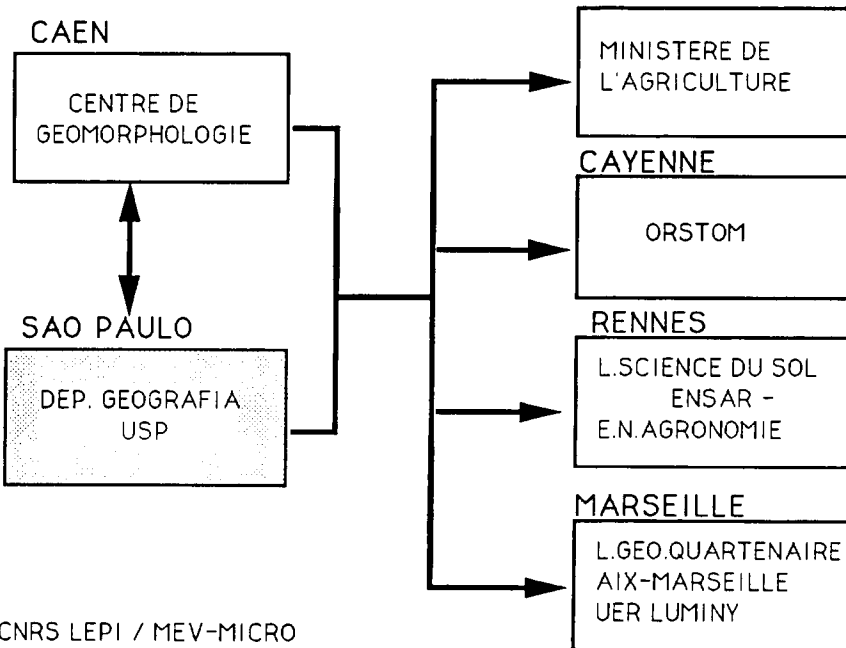 CAEN
CENTRE DE
GEOMORPHOLOGIE
SAO PAULO
DEP. GEOGRAFIA
USP
MINISTERE DE
L'AGRICULTURE
CAYENNE
ORSTOM
RENNES
L.SCIENCE DU SOL
ENSAR -
E.N.AGRONOMIE
MARSEILLE
L.GEO.QUARTENAIRE
AIX-MARSEILLE
UER LUMINY
CNRS LEPI / MEV-MICRO